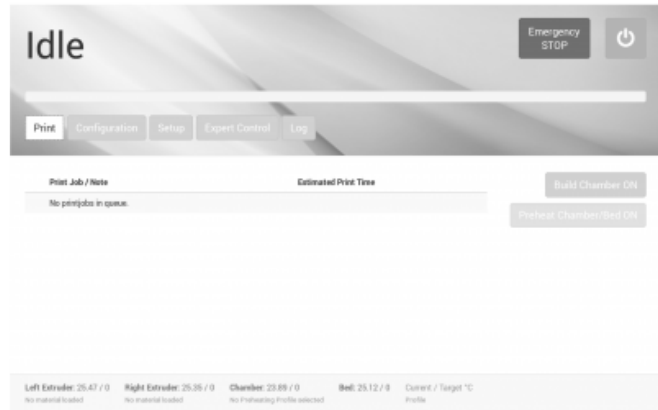 Idle
Emergency
STOP
Print Configuration Setup Expert Control Log
Print Job / Note Estimated Print Time
No printjobs in queue.
Build Chamber ON
Preheat Chamber/Bed ON
Left Extruder: 25.47 / 0 Right Extruder: 25.35 / 0 Chamber: 23.89 / 0 Bed: 25.12 / 0 Current / Target °C
No material loaded No material loaded No Preheating Profile selected Profile